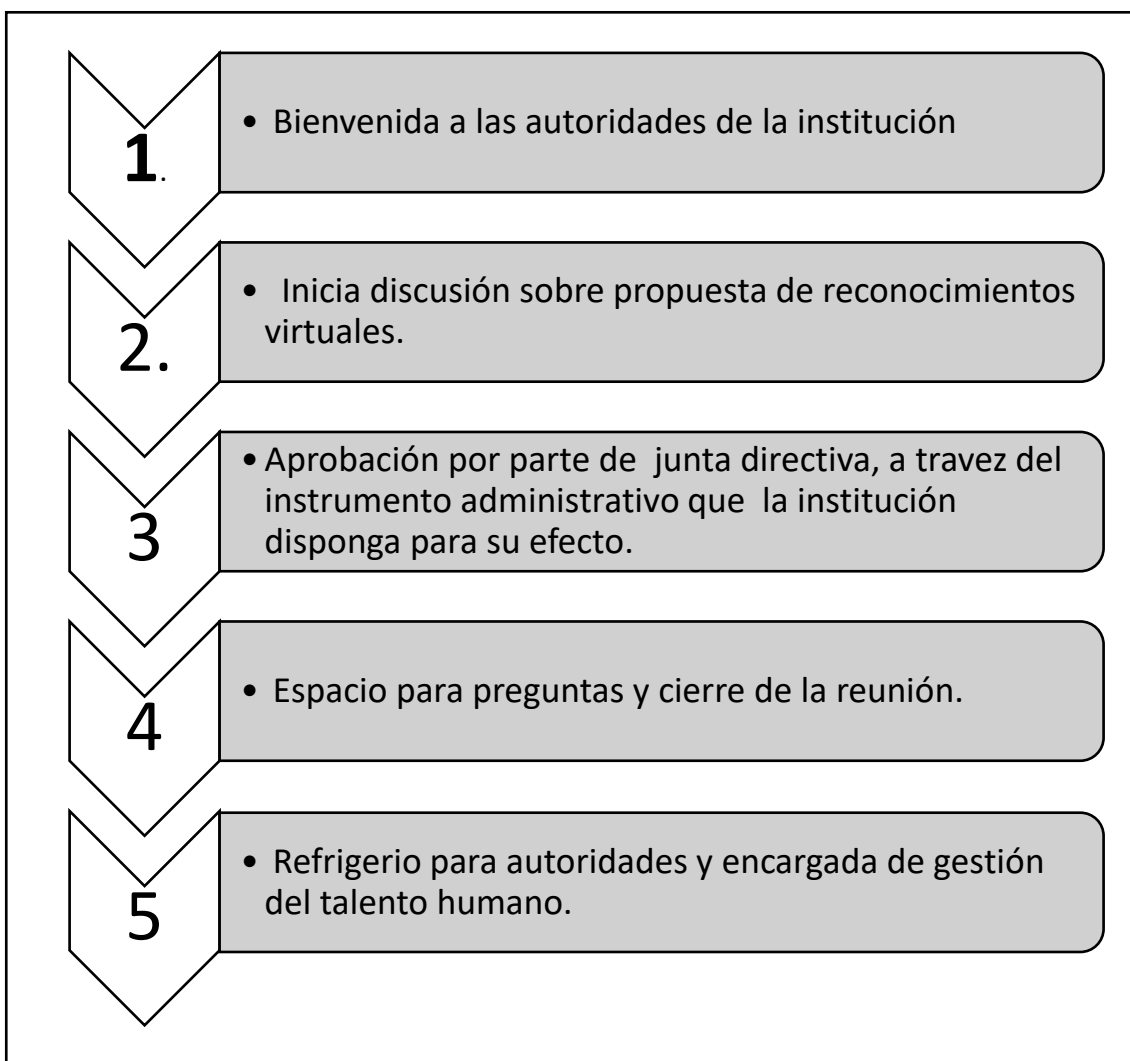 1.
• Bienvenida a las autoridades de la institución
2.
• Inicia discusión sobre propuesta de reconocimientos
virtuales.
3
• Aprobación por parte de junta directiva, a travez del
instrumento administrativo que la institución
disponga para su efecto.
4
• Espacio para preguntas y cierre de la reunión.
5
• Refrigerio para autoridades y encargada de gestión
del talento humano.